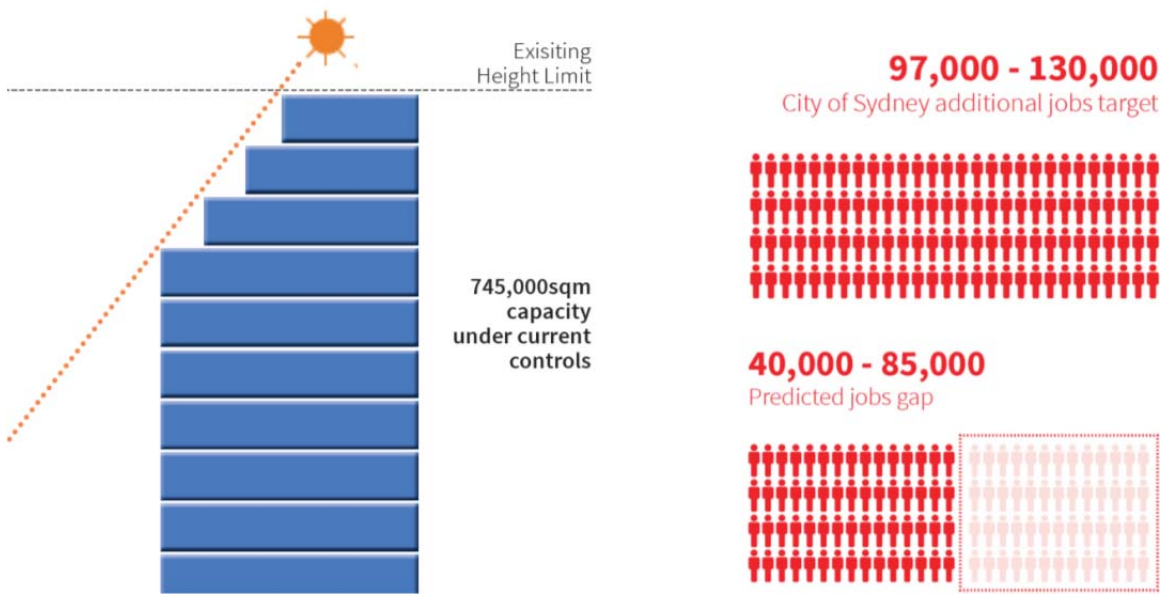 Exisiting
Height Limit
745,000sqm
capacity
under current
controls
97,000 - 130,000
City of Sydney additional jobs target
40,000 - 85,000
Predicted jobs gap